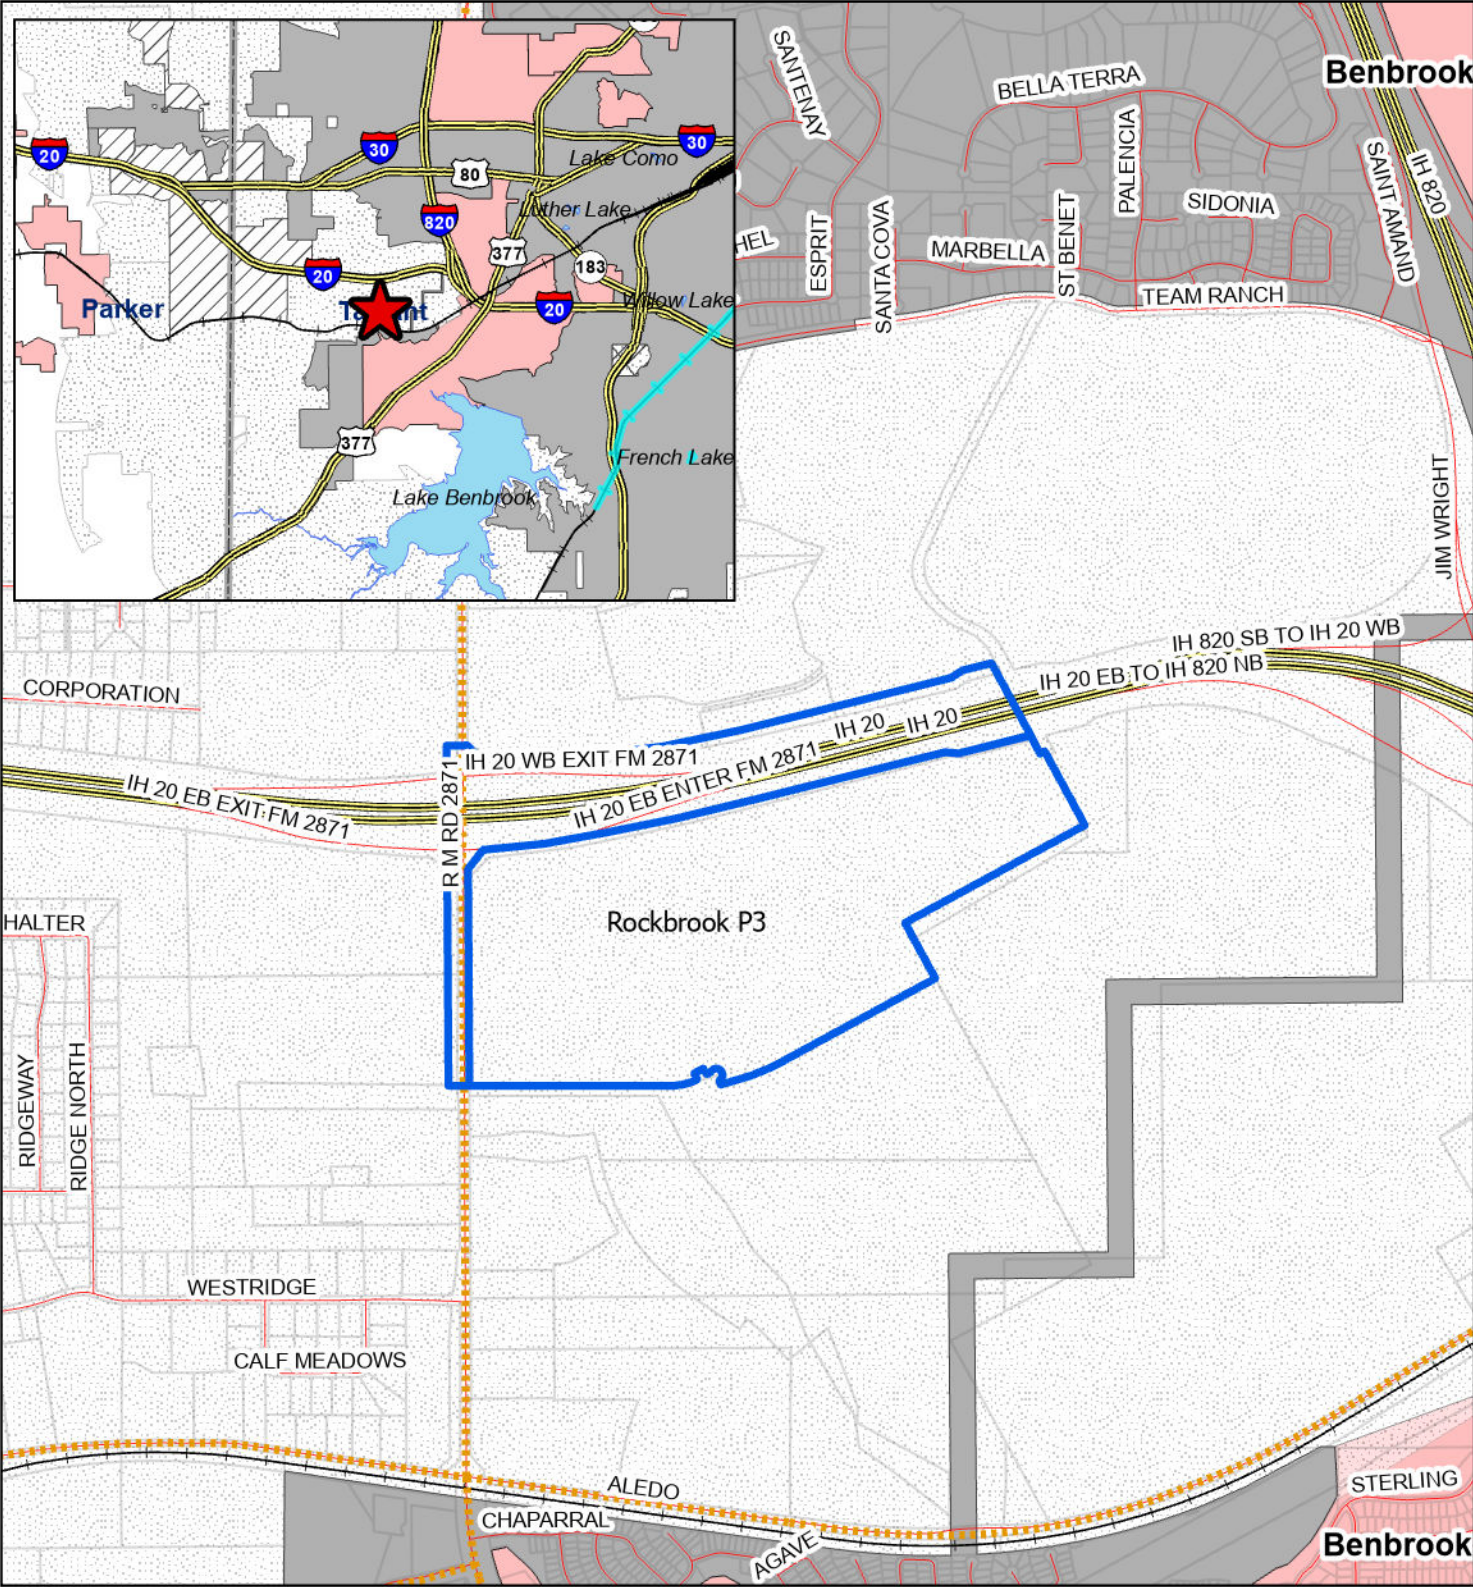 Benbrook
SANTENAY
BELLA TERRA
PALENCIA
SAINT AMAND
IH 820
HEL
ESPRIT
SANTA COVA
MARBELLA
ST BENET
SIDONIA
TEAM RANCH
JIM WRIGHT
20
30
30
80
820
377
183
20
20
377
Lake Como
Luther Lake
Willow Lake
French Lake
Lake Benbrook
Parker
IH 820 SB TO IH 20 WB
IH 20 EB TO IH 820 NB
CORPORATION
IH 20
IH 20
IH 20 WB EXIT FM 2871
IH 20 EB ENTER FM 2871
IH 20 EB EXIT FM 2871
R M RD 2871
HALTER
Rockbrook P3
RIDGEWAY
RIDGE NORTH
WESTRIDGE
CALF MEADOWS
ALEDO
CHAPARRAL
AGAVE
STERLING
Benbrook